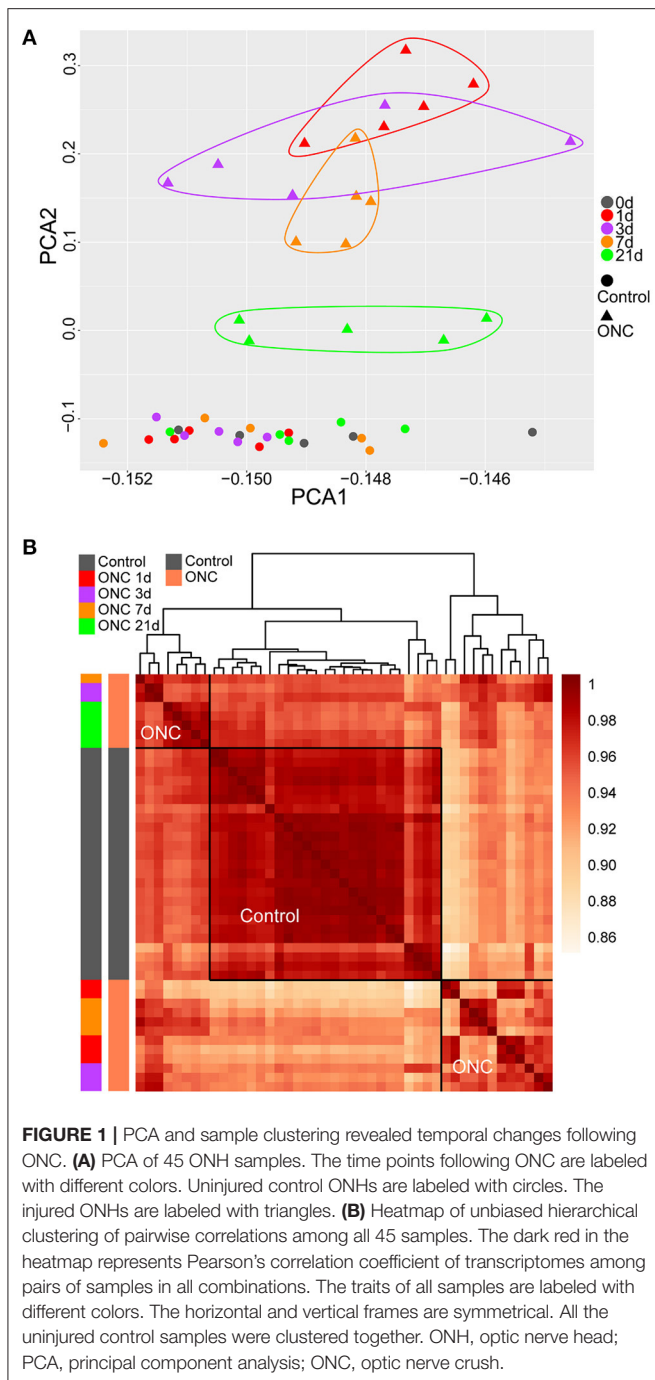 A
0.3
0.2
0.1
0.0
−0.1
PCA2
−0.152
−0.150
−0.148
−0.146
PCA1
0d
1d
3d
7d
21d
Control
ONC
B
Control
ONC 1d
ONC 3d
ONC 7d
ONC 21d
Control
ONC
ONC
Control
ONC
1
0.98
0.96
0.94
0.92
0.90
0.88
0.86
FIGURE 1 | PCA and sample clustering revealed temporal changes following
ONC. (A) PCA of 45 ONH samples. The time points following ONC are labeled
with different colors. Uninjured control ONHs are labeled with circles. The
injured ONHs are labeled with triangles. (B) Heatmap of unbiased hierarchical
clustering of pairwise correlations among all 45 samples. The dark red in the
heatmap represents Pearson's correlation coefficient of transcriptomes among
pairs of samples in all combinations. The traits of all samples are labeled with
different colors. The horizontal and vertical frames are symmetrical. All the
uninjured control samples were clustered together. ONH, optic nerve head;
PCA, principal component analysis; ONC, optic nerve crush.